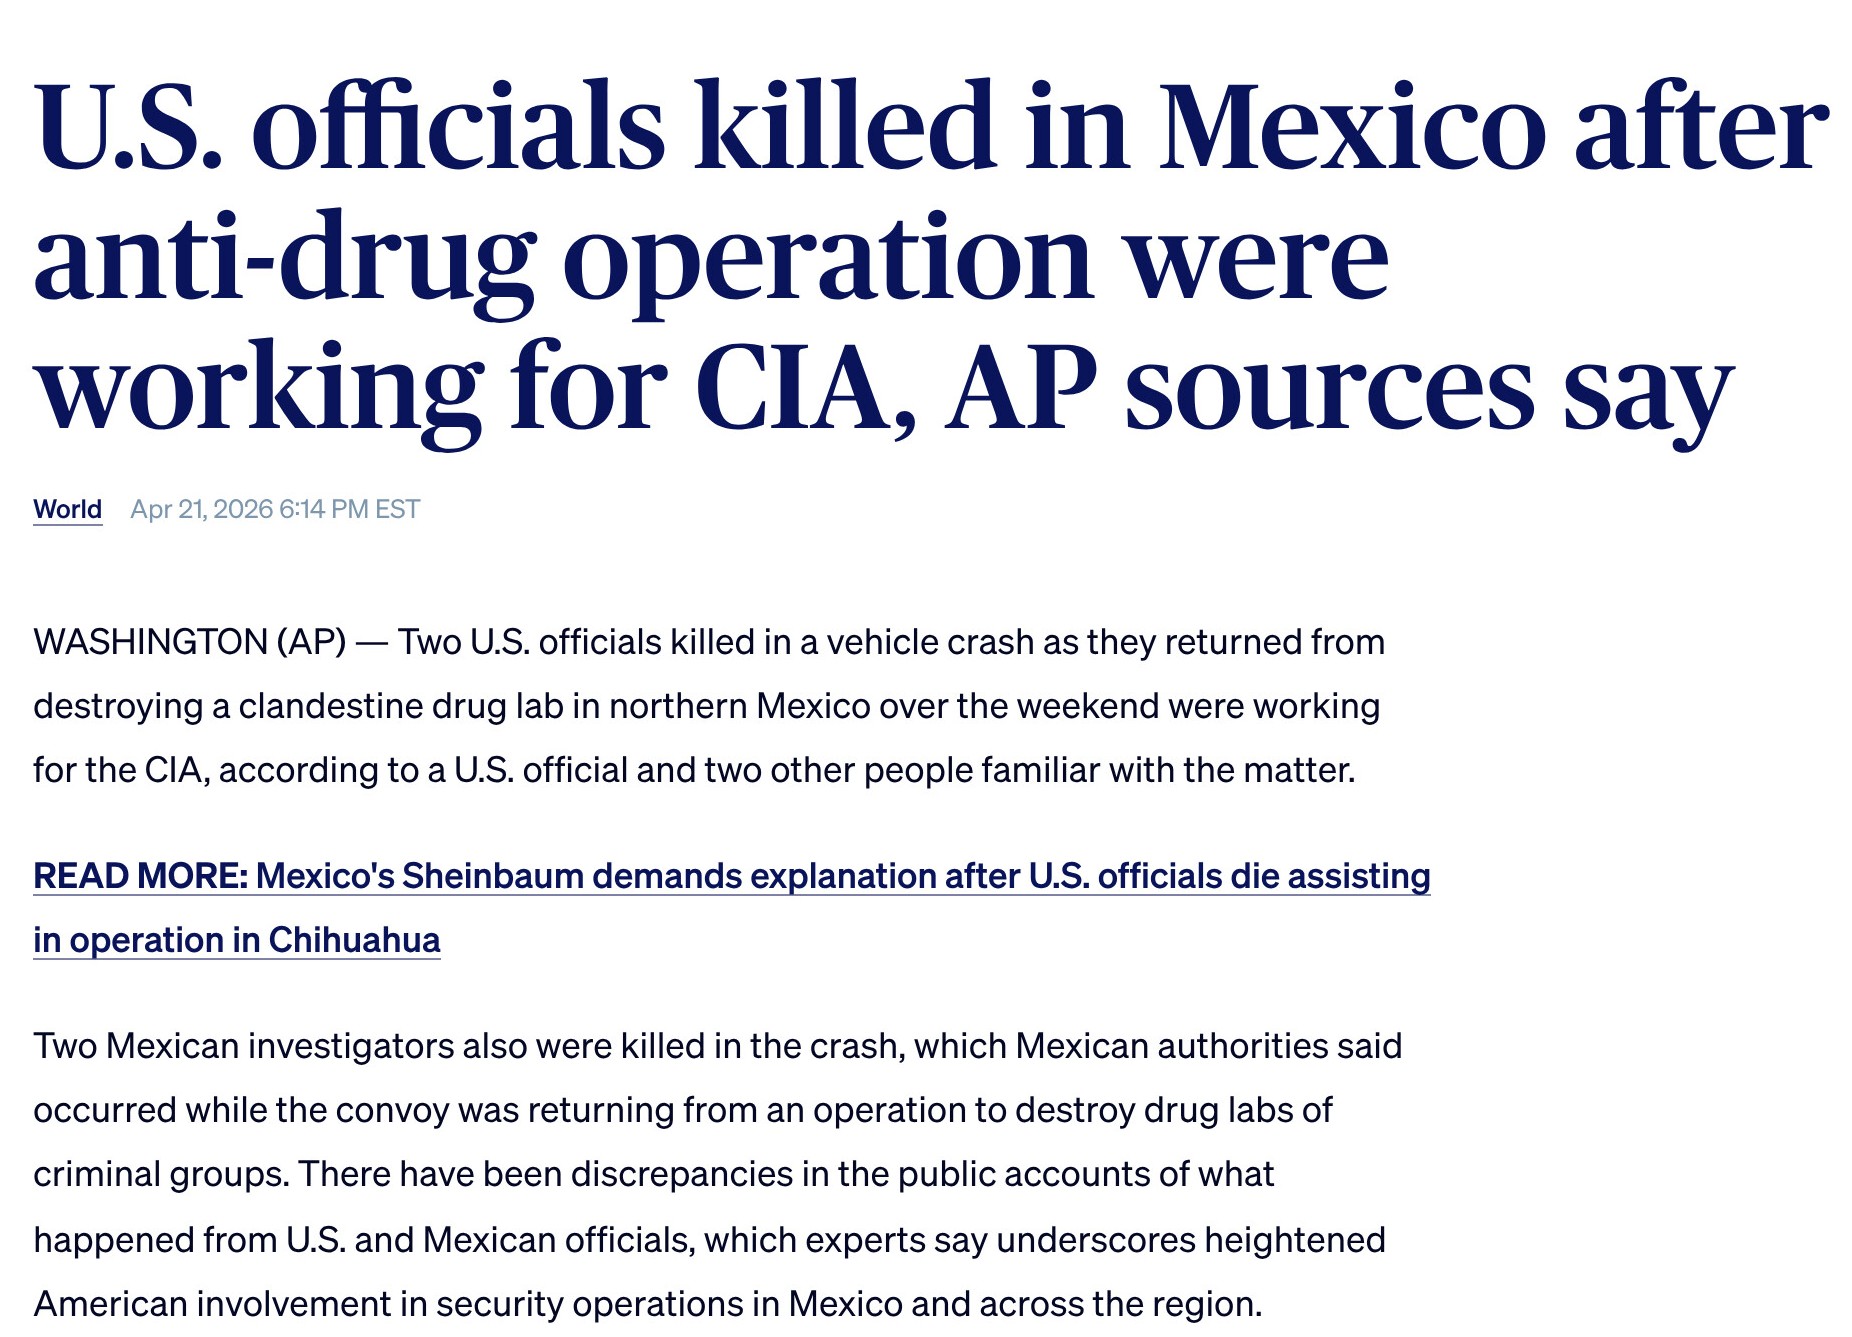 U.S. officials killed in Mexico after
anti-drug operation were
working for CIA, AP sources say
World Apr 21, 2026 6:14 PM EST
WASHINGTON (AP) — Two U.S. officials killed in a vehicle crash as they returned from
destroying a clandestine drug lab in northern Mexico over the weekend were working
for the CIA, according to a U.S. official and two other people familiar with the matter.
READ MORE: Mexico's Sheinbaum demands explanation after U.S. officials die assisting
in operation in Chihuahua
Two Mexican investigators also were killed in the crash, which Mexican authorities said
occurred while the convoy was returning from an operation to destroy drug labs of
criminal groups. There have been discrepancies in the public accounts of what
happened from U.S. and Mexican officials, which experts say underscores heightened
American involvement in security operations in Mexico and across the region.